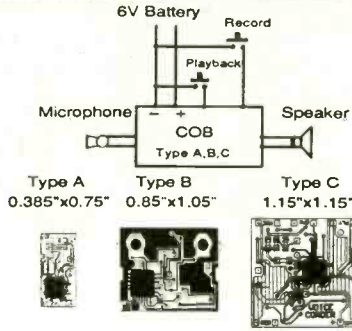 6V Battery
Record
Playback
Microphone
− +
Speaker
COB
Type A,B,C
Type A Type B Type C
0.385"x0.75" 0.85"x1.05" 1.15"x1.15"